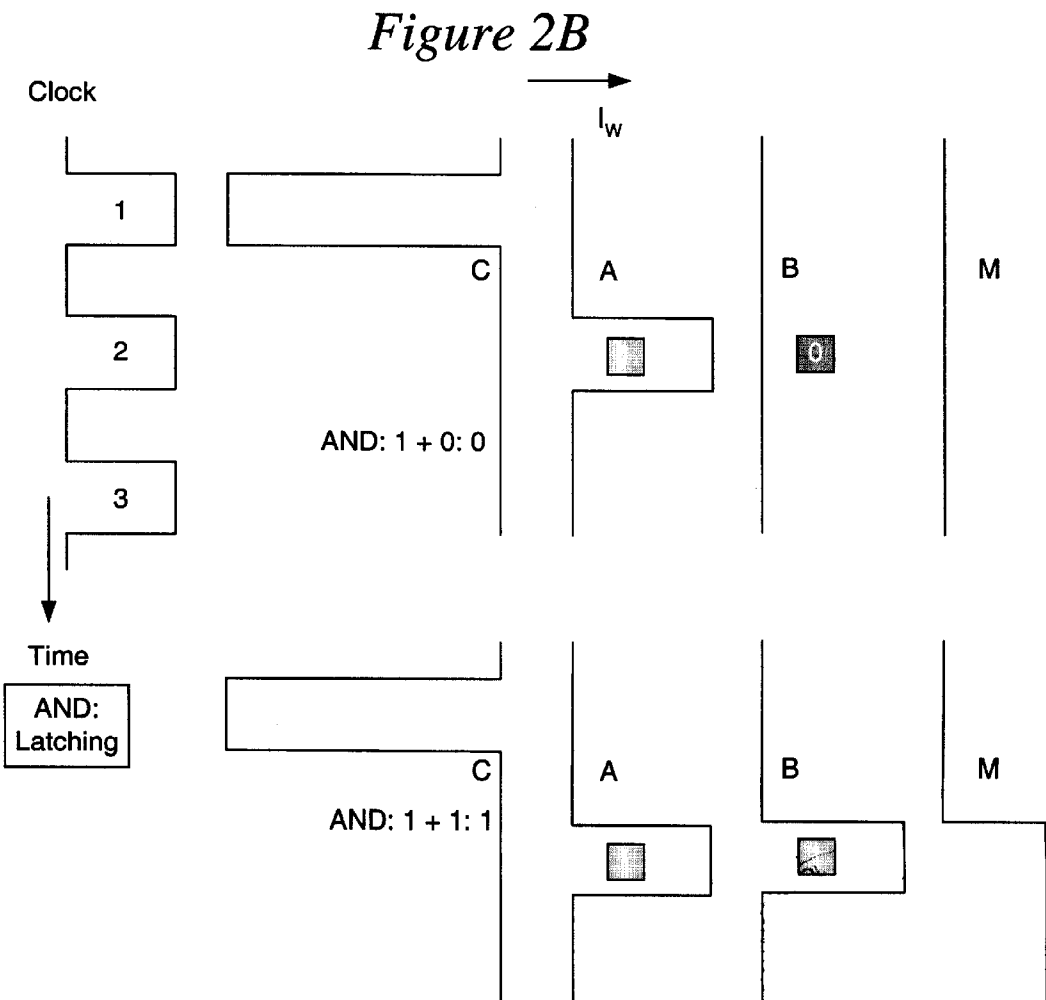 Figure 2B
Clock
I_w
1
C
A
B
M
2
0
AND: 1 + 0: 0
3
Time
AND:
Latching
C
A
B
M
AND: 1 + 1: 1